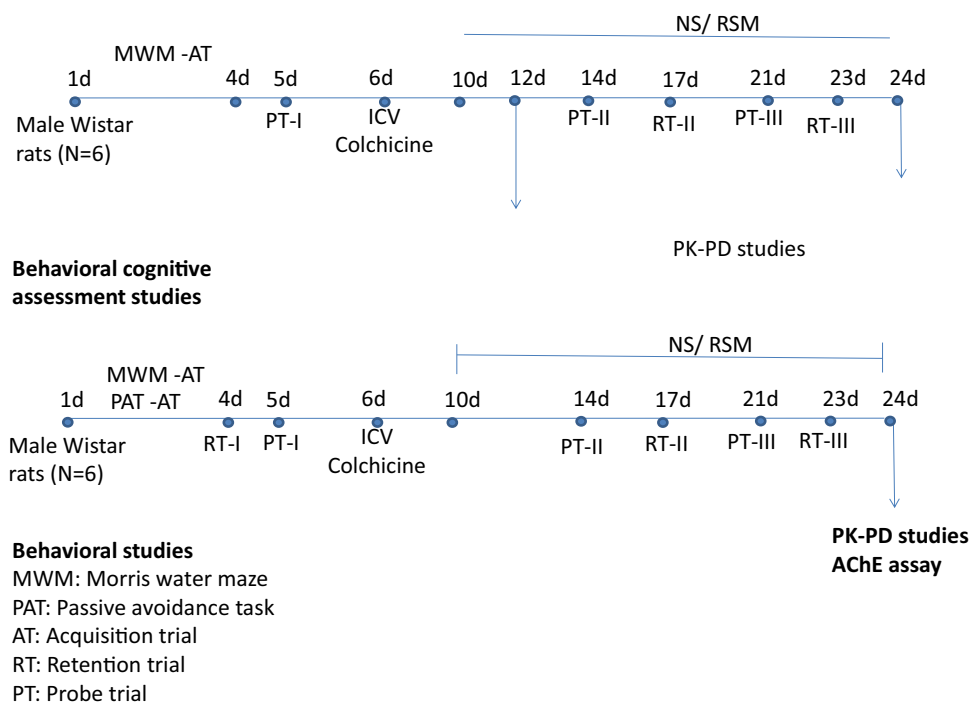 NS/ RSM
MWM -AT
1d 4d 5d 6d 10d 12d 14d 17d 21d 23d 24d
Male Wistar
rats (N=6)
PT-I
ICV
Colchicine
PT-II
RT-II
PT-III
RT-III
PK-PD studies
Behavioral cognitive
assessment studies
NS/ RSM
MWM -AT
PAT -AT
1d 4d 5d 6d 10d 14d 17d 21d 23d 24d
Male Wistar
rats (N=6)
RT-I
PT-I
ICV
Colchicine
PT-II
RT-II
PT-III
RT-III
PK-PD studies
AChE assay
Behavioral studies
MWM: Morris water maze
PAT: Passive avoidance task
AT: Acquisition trial
RT: Retention trial
PT: Probe trial